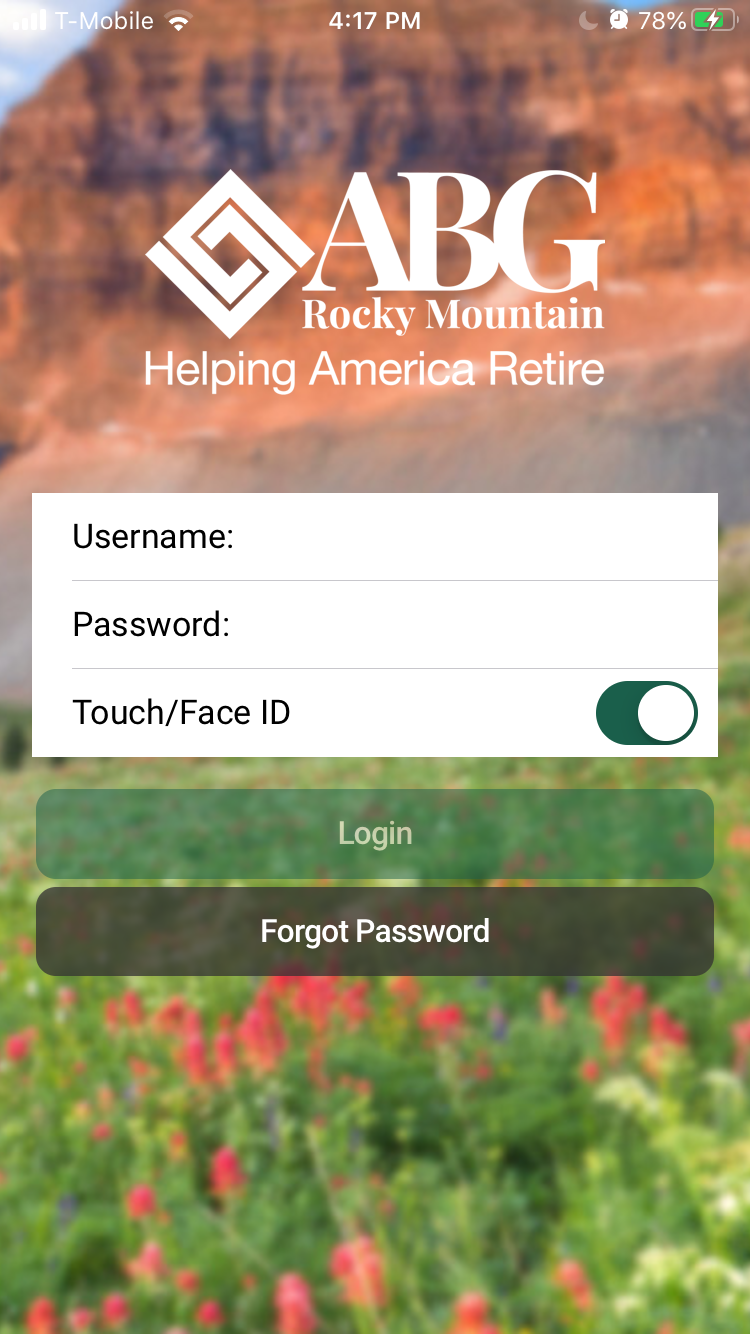 T-Mobile 4:17 PM 78%
ABG
Rocky Mountain
Helping America Retire
Username:
Password:
Touch/Face ID
Login
Forgot Password